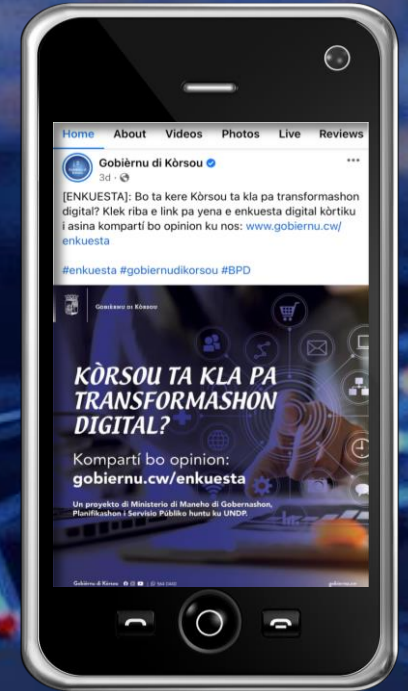 Home About Videos Photos Live Reviews
Gobièrnu di Kòrsou
3d
[ENKUESTA]: Bo ta kere Kòrsou ta kla pa transformashon
digital? Klek riba e link pa yena e enkuesta digital kòrtiku
i asina kompartí bo opinion ku nos: www.gobiernu.cw/
enkuesta
#enkuesta #gobiernudikorsou #BPD
GOBIÈRNU DI KÒRSOU
KÒRSOU TA KLA PA
TRANSFORMASHON
DIGITAL?
Kompartí bo opinion:
gobiernu.cw/enkuesta
Un proyekto di Ministerio di Maneho di Gobernashon,
Planifikashon i Servisio Públiko huntu ku UNDP.
Gobièrnu di Kòrsou